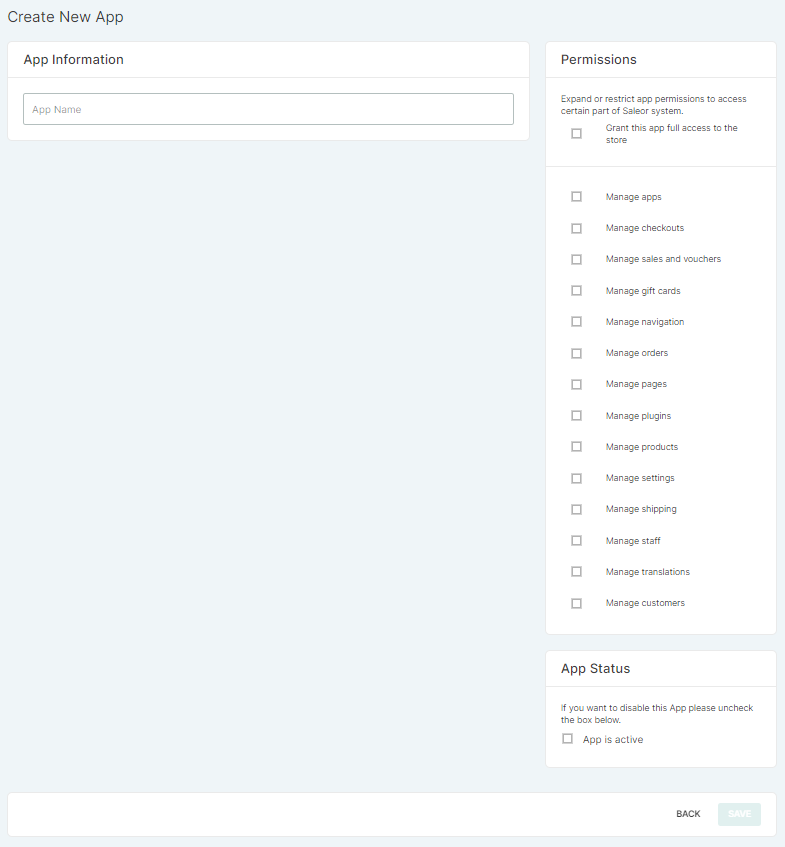 Create New App
App Information
App Name
Permissions
Expand or restrict app permissions to access
certain part of Saleor system.
Grant this app full access to the
store
Manage apps
Manage checkouts
Manage sales and vouchers
Manage gift cards
Manage navigation
Manage orders
Manage pages
Manage plugins
Manage products
Manage settings
Manage shipping
Manage staff
Manage translations
Manage customers
App Status
If you want to disable this App please uncheck
the box below.
App is active
BACK
SAVE